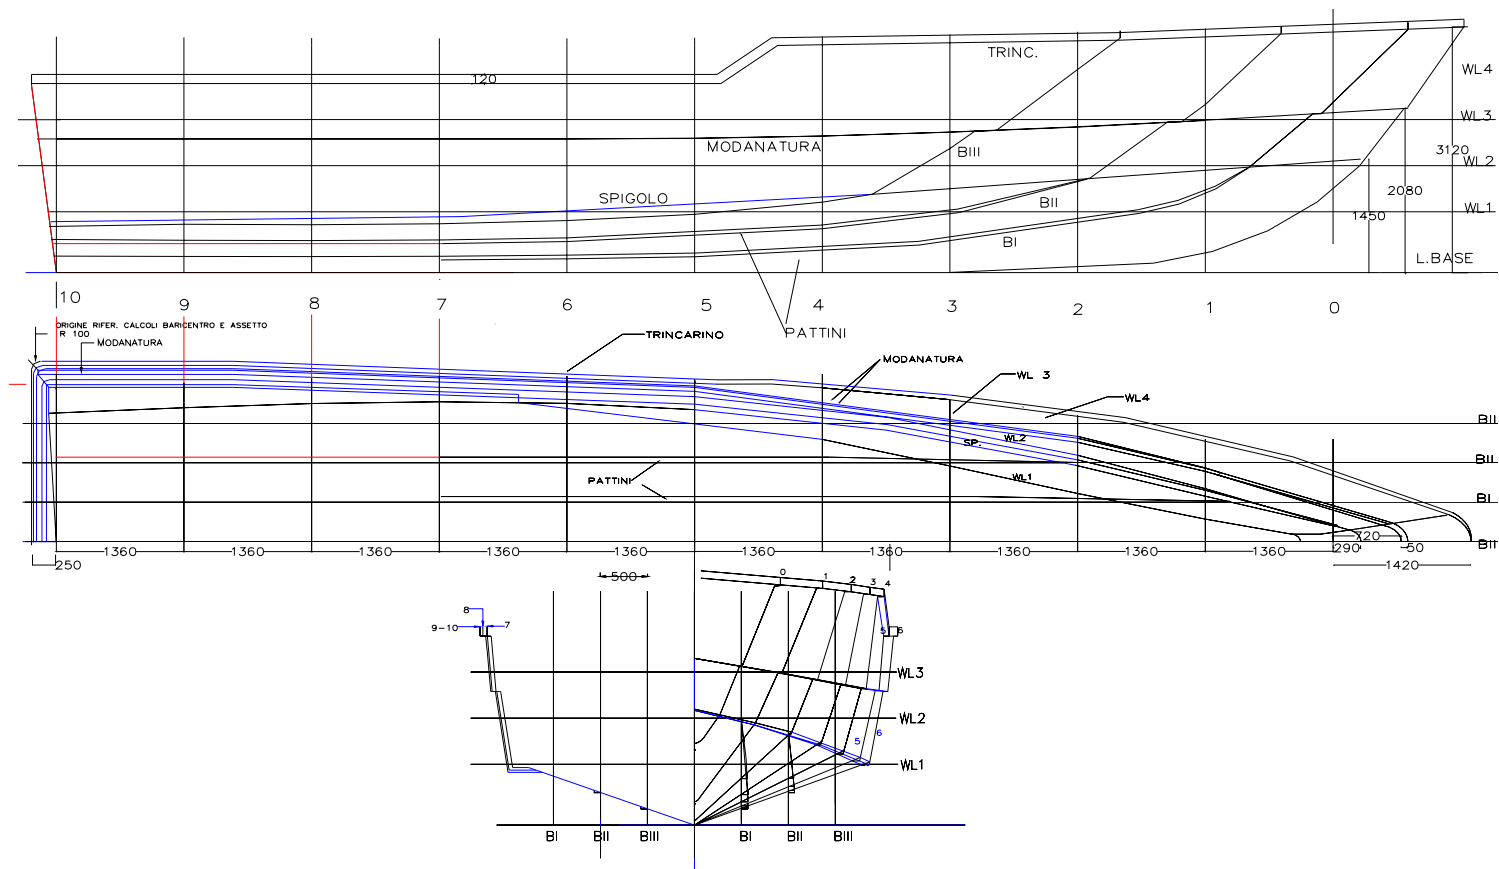 TRINC.
WL4
120
WL3
MODANATURA
BIII
3120
WL2
SPIGOLO
2080
BII
WL1
1450
BI
L.BASE
10
9
8
7
6
5
4
3
2
1
0
PATTINI
ORIGINE RIFER. CALCOLI BARICENTRO E ASSETTO
R 100
MODANATURA
TRINCARINO
MODANATURA
WL 3
WL4
BII
SP.
WL2
BII
PATTINI
WL1
BI
BII
1360
1360
1360
1360
1360
1360
1360
1360
1360
1360
720
290
50
250
1420
500
0
1
2
3
4
8
9-10
7
5
6
WL3
WL2
5
6
WL1
BI
BII
BIII
BI
BII
BIII